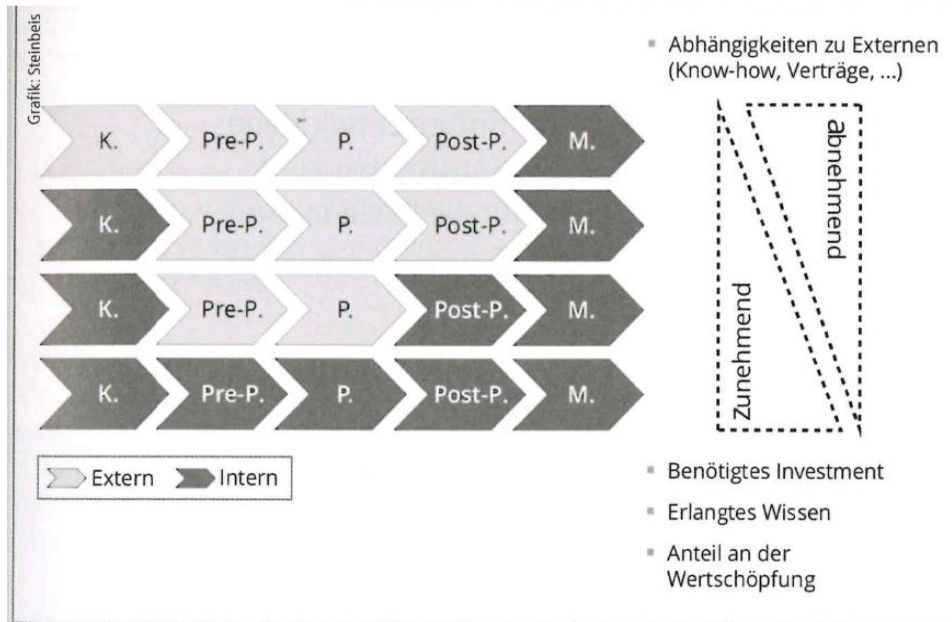 Grafik: Steinbeis
Abhängigkeiten zu Externen
(Know-how, Verträge, ...)
K. Pre-P. P. Post-P. M.
K. Pre-P. P. Post-P. M.
K. Pre-P. P. Post-P. M.
K. Pre-P. P. Post-P. M.
abnehmend
Zunehmend
Extern Intern
Benötigtes Investment
Erlangtes Wissen
Anteil an der
Wertschöpfung